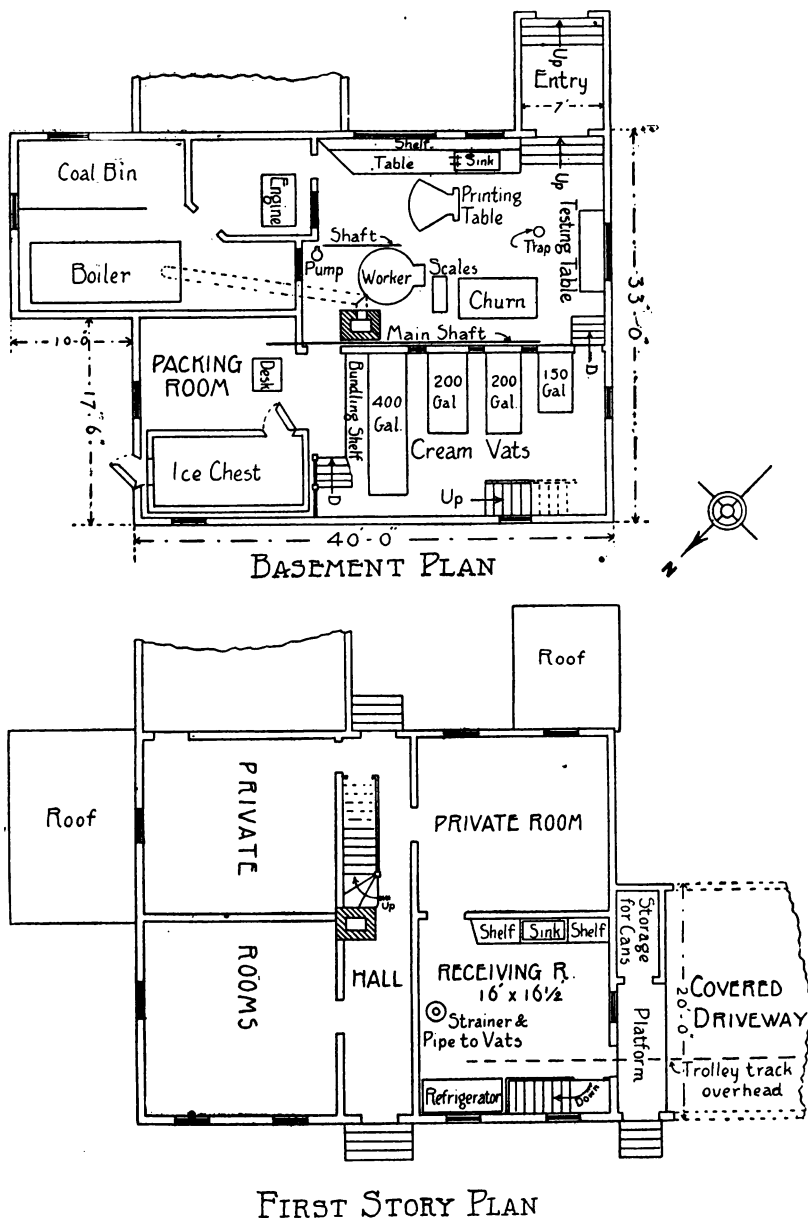 Up
Entry
7'
Shelf
Table
Sink
Up
Coal Bin
Engine
Printing
Table
Testing Table
Trap
Shaft
Pump
Worker
Scales
Churn
Boiler
33'-0"
Main Shaft
D
10'-0"
17'-6"
PACKING
ROOM
Desk
Bundling Shelf
400
Gal.
200
Gal
200
Gal.
150
Gal
Cream Vats
Ice Chest
D
Up
40'-0"
BASEMENT PLAN
N
Roof
Roof
PRIVATE
PRIVATE ROOM
Up
Shelf
Sink
Shelf
Storage
for Cans
ROOMS
HALL
RECEIVING R.
16' x 16½'
COVERED
DRIVEWAY
20'-0"
Platform
Strainer &
Pipe to Vats
Trolley track
overhead
Refrigerator
Down
FIRST STORY PLAN